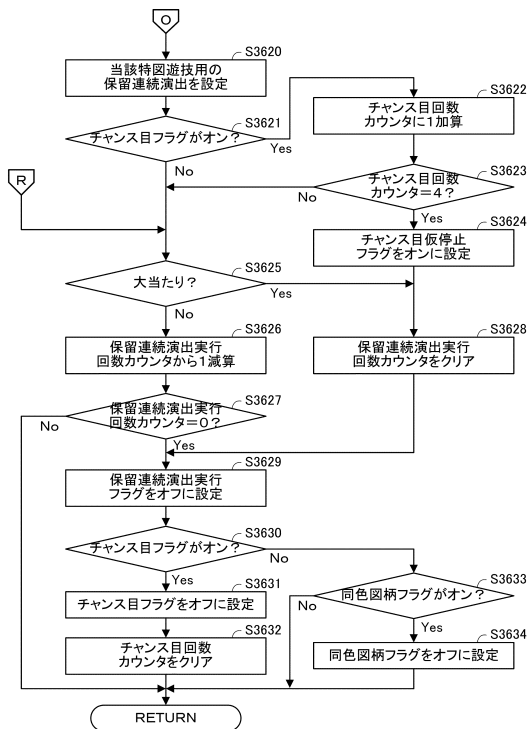 O
S3620
当該特図遊技用の
保留連続演出を設定
S3621
チャンス目フラグがオン？
Yes
No
S3622
チャンス目回数
カウンタに１加算
S3623
チャンス目回数
カウンタ＝４？
No
Yes
R
S3624
チャンス目仮停止
フラグをオンに設定
S3625
大当たり？
Yes
No
S3626
保留連続演出実行
回数カウンタから１減算
S3628
保留連続演出実行
回数カウンタをクリア
S3627
保留連続演出実行
回数カウンタ＝０？
No
Yes
S3629
保留連続演出実行
フラグをオフに設定
S3630
チャンス目フラグがオン？
No
Yes
S3631
チャンス目フラグをオフに設定
S3632
チャンス目回数
カウンタをクリア
S3633
同色図柄フラグがオン？
No
Yes
S3634
同色図柄フラグをオフに設定
RETURN